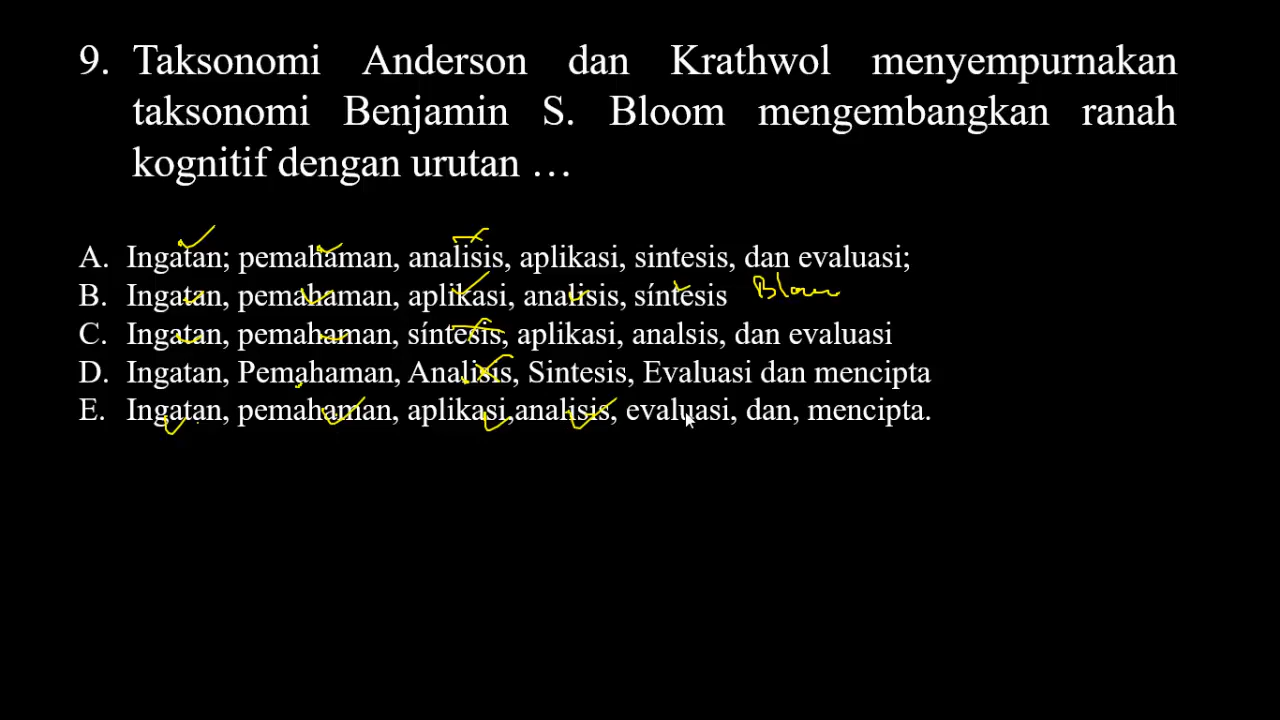 9. Taksonomi Anderson dan Krathwol menyempurnakan
taksonomi Benjamin S. Bloom mengembangkan ranah
kognitif dengan urutan …
A. Ingatan; pemahaman, analisis, aplikasi, sintesis, dan evaluasi;
B. Ingatan, pemahaman, aplikasi, analisis, síntesis Bloom
C. Ingatan, pemahaman, síntesis, aplikasi, analsis, dan evaluasi
D. Ingatan, Pemahaman, Analisis, Sintesis, Evaluasi dan mencipta
E. Ingatan, pemahaman, aplikasi,analisis, evaluasi, dan, mencipta.